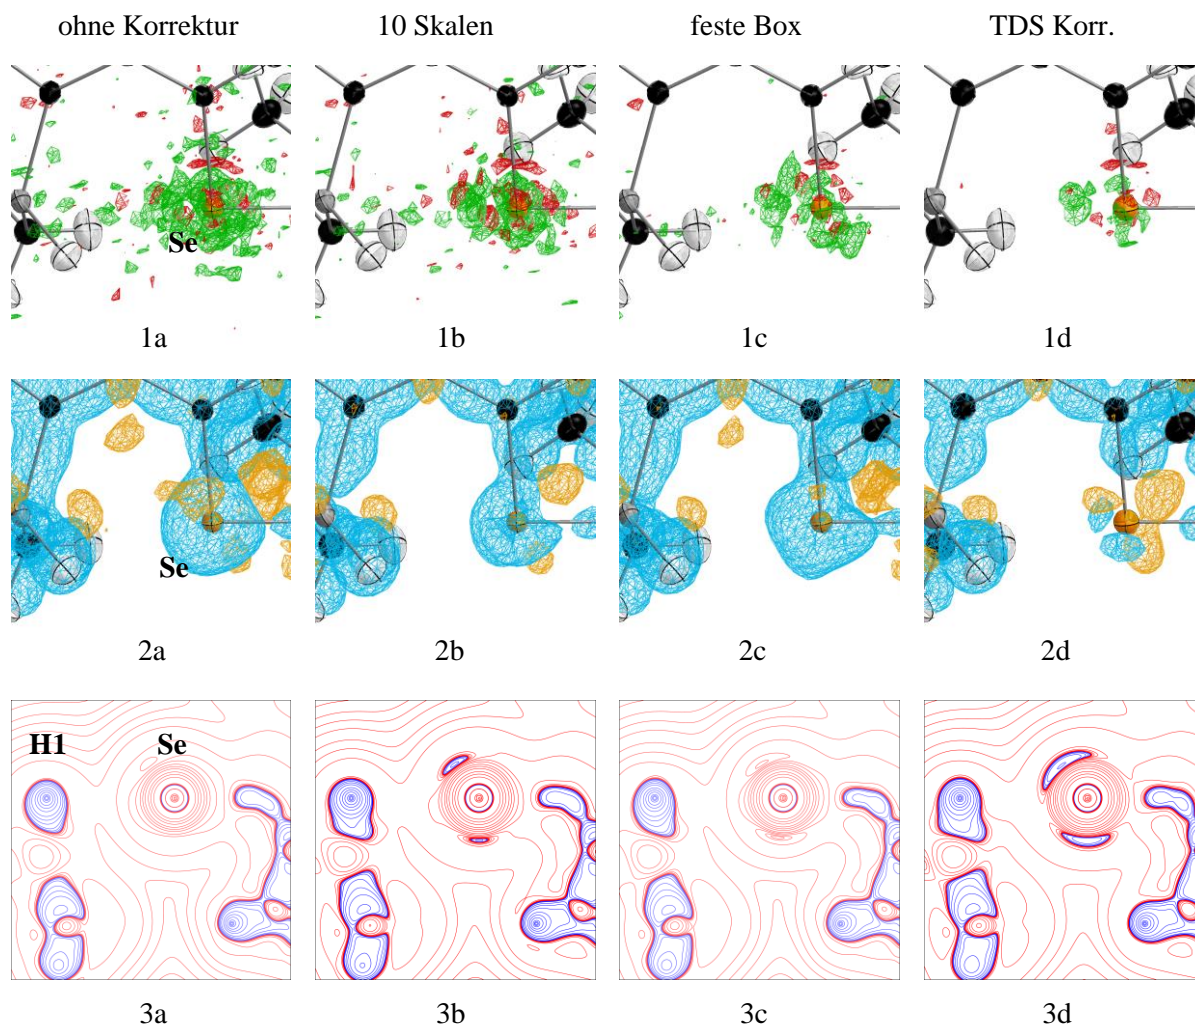 ohne Korrektur 10 Skalen feste Box TDS Korr.
Se
1a 1b 1c 1d
Se
2a 2b 2c 2d
H1 Se
3a 3b 3c 3d